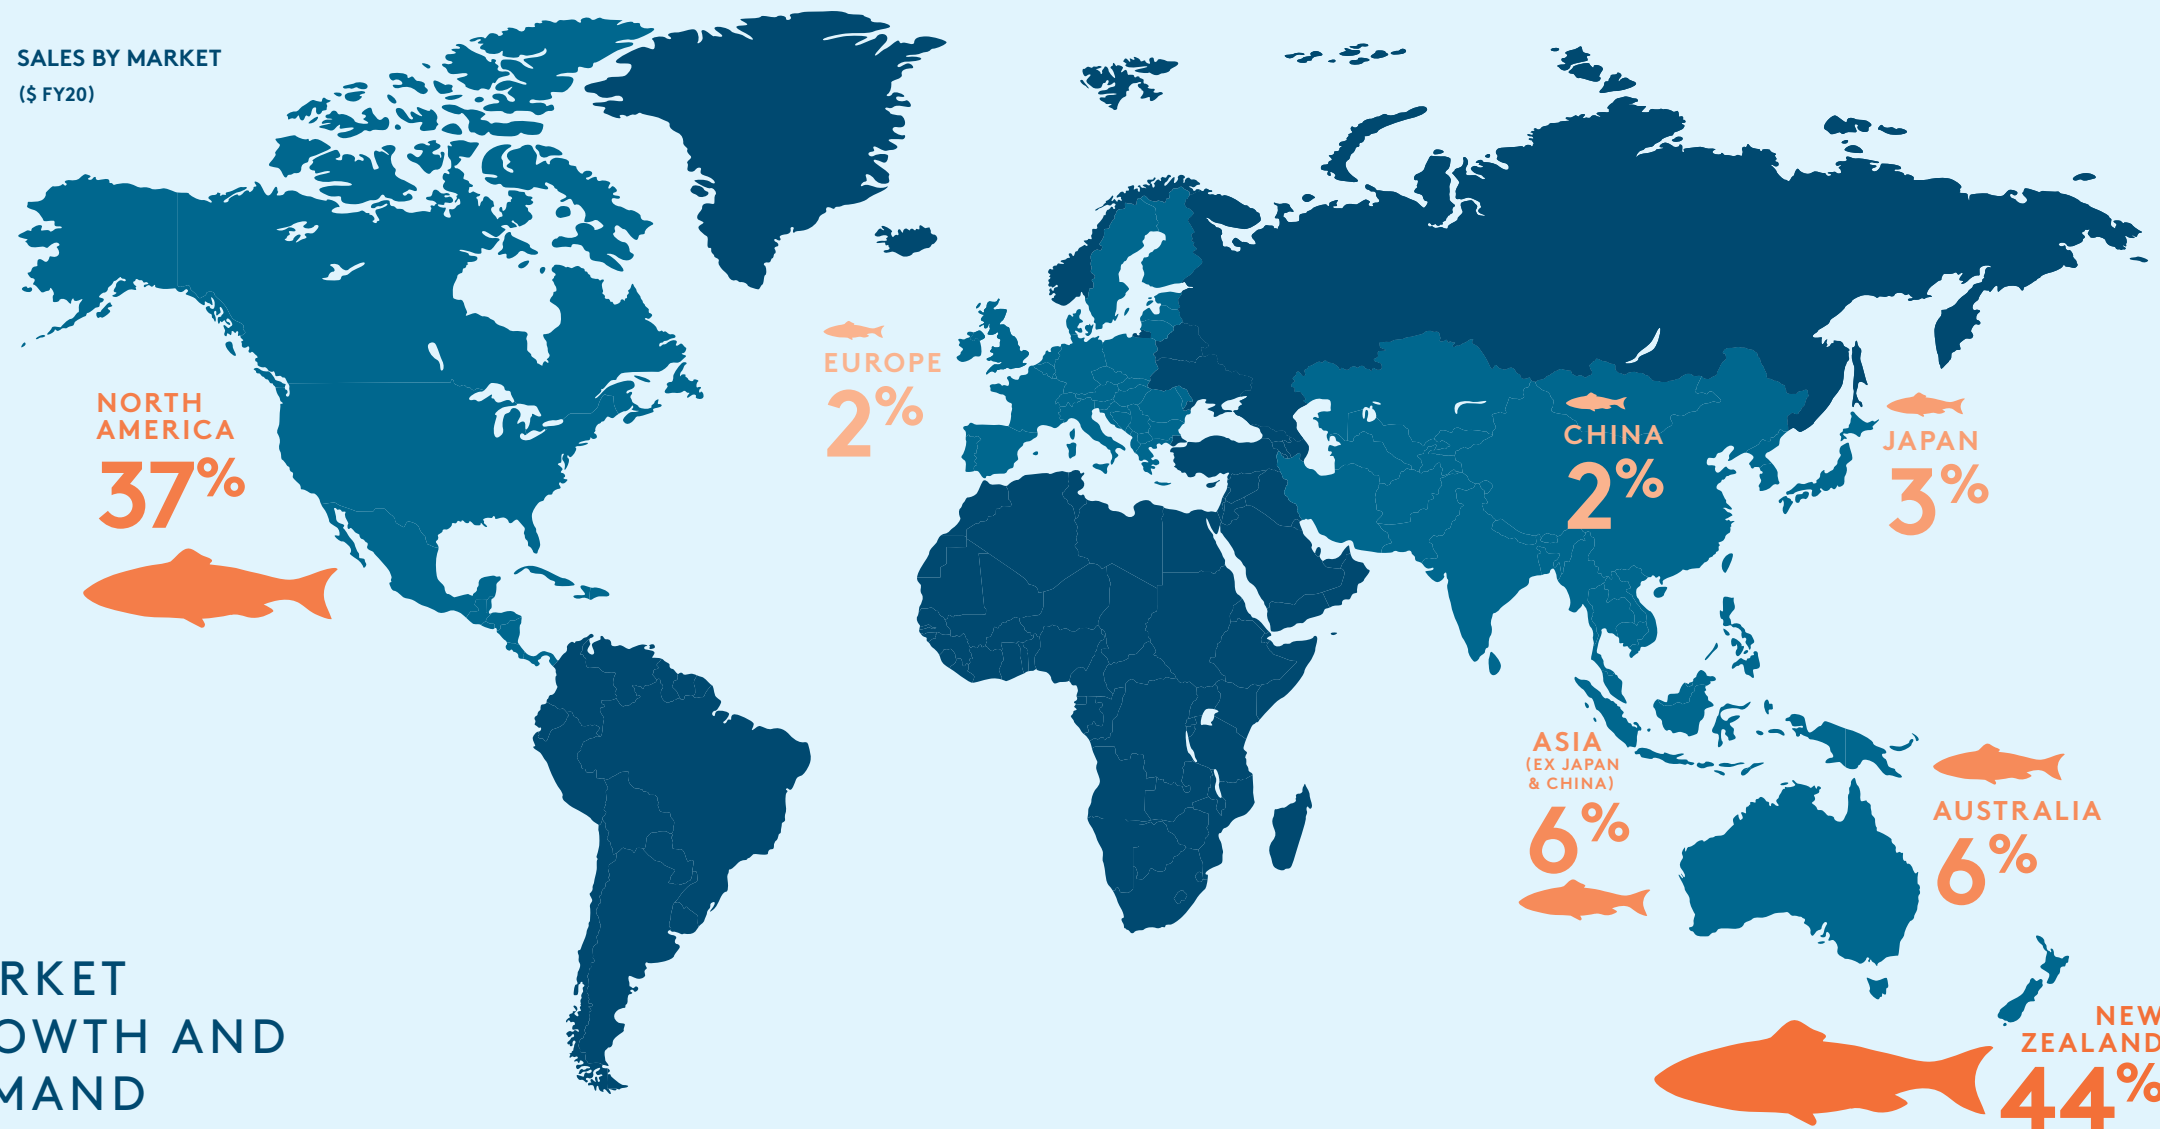 SALES BY MARKET
($ FY20)
NORTH
AMERICA
37%
EUROPE
2%
CHINA
2%
JAPAN
3%
ASIA
(EX JAPAN
& CHINA)
6%
AUSTRALIA
6%
NEW
ZEALAND
44%
RKET
OWTH AND
MAND